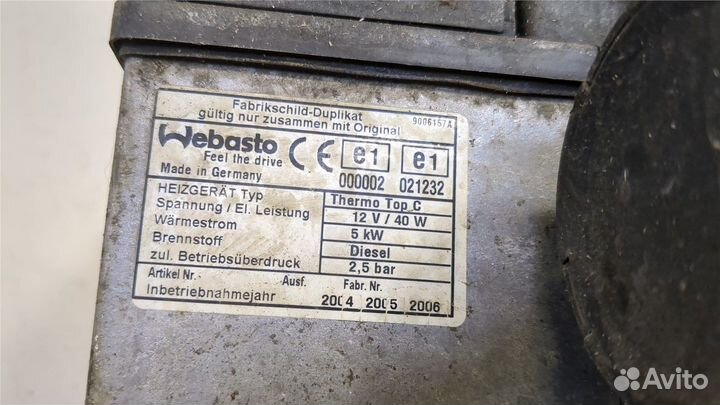 Fabrikschild-Duplikat
gültig nur zusammen mit Original
9006157A
Webasto
Feel the drive
Made in Germany
CE e1 e1
000002 021232
HEIZGERÄT Typ Thermo Top C
Spannung / El. Leistung 12 V / 40 W
Wärmestrom 5 kW
Brennstoff Diesel
zul. Betriebsüberdruck 2,5 bar
Artikel Nr. Ausf. Fabr. Nr.
Inbetriebnahmejahr 2004 2005 2006
Avito